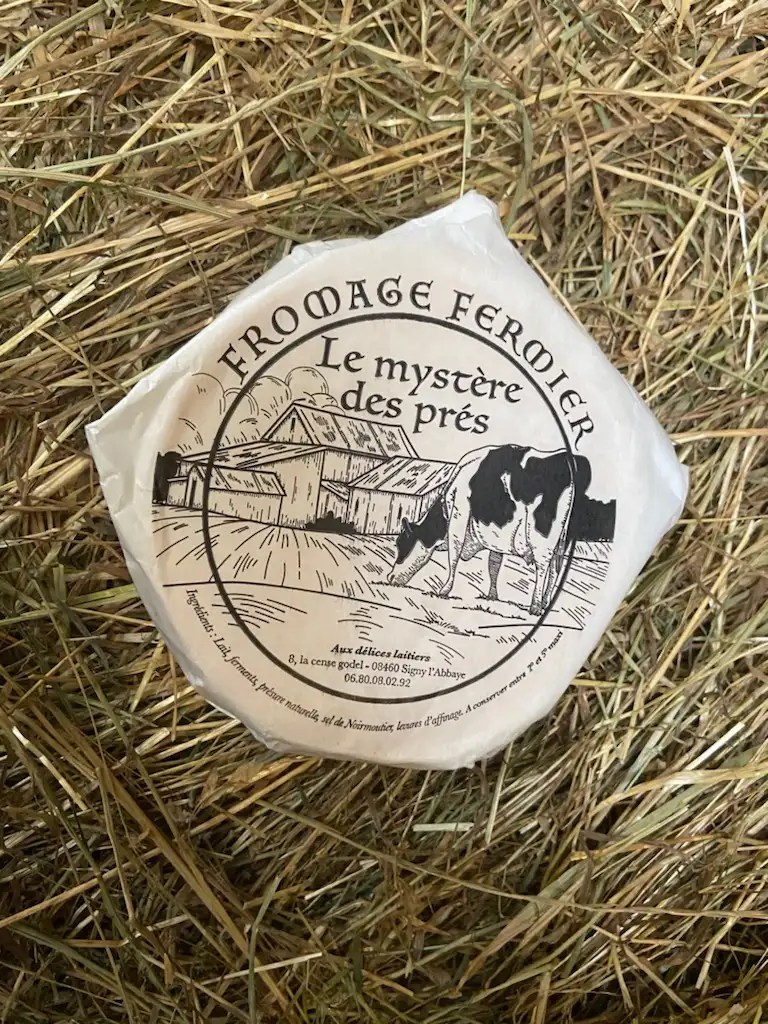 FROMAGE FERMIER
Le mystère
des prés
Aux délices laitiers
8, la cense godel - 08460 Signy l'Abbaye
06.80.08.02.92
Ingrédients : Lait, ferments, présure naturelle, sel de Noirmoutier, levures d'affinage. A conserver entre 2° et 5° maxi